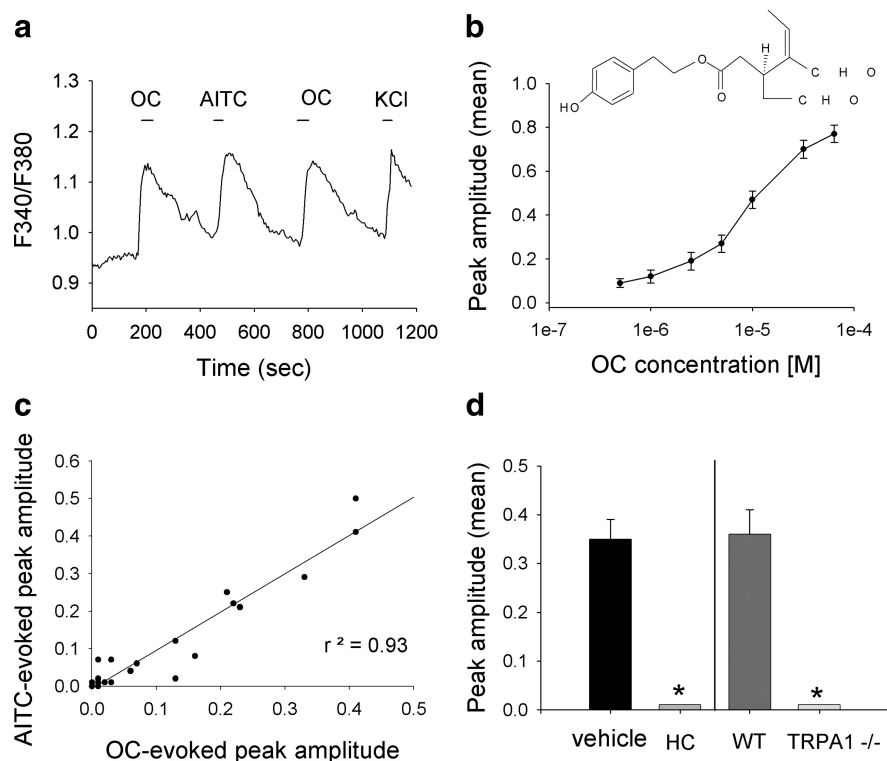 a
1.3
1.2
1.1
1.0
0.9
F340/F380
OC AITC OC KCl
0 200 400 600 800 1000 1200
Time (sec)
b
HO
O
O
H
C H O
C H O
1.0
0.8
0.6
0.4
0.2
0.0
Peak amplitude (mean)
1e-7 1e-6 1e-5 1e-4
OC concentration [M]
c
0.6
0.5
0.4
0.3
0.2
0.1
0.0
AITC-evoked peak amplitude
r ² = 0.93
0.0 0.1 0.2 0.3 0.4 0.5
OC-evoked peak amplitude
d
0.5
0.4
0.3
0.2
0.1
0.0
Peak amplitude (mean)
* *
vehicle HC WT TRPA1 -/-